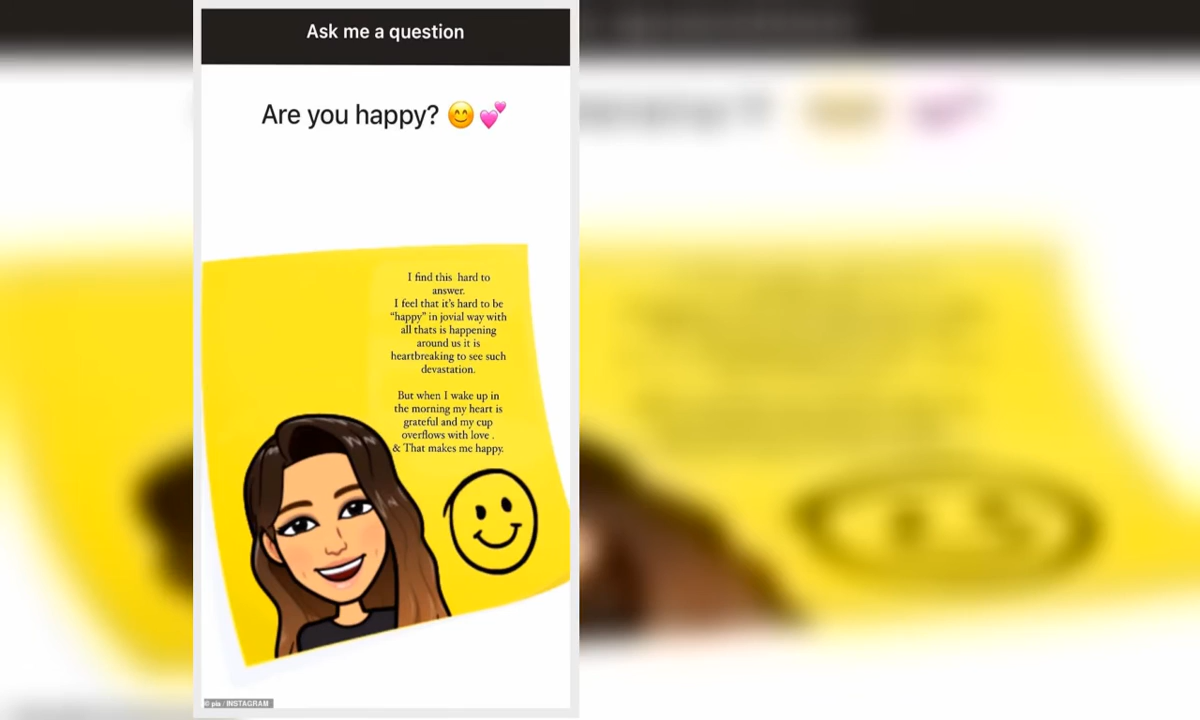 Ask me a question
Are you happy? 😊 💕
I find this hard to
answer.
I feel that it's hard to be
"happy" in jovial way with
all thats is happening
around us it is
heartbreaking to see such
devastation.
But when I wake up in
the morning my heart is
grateful and my cup
overflows with love .
& That makes me happy.
© pix / INSTAGRAM